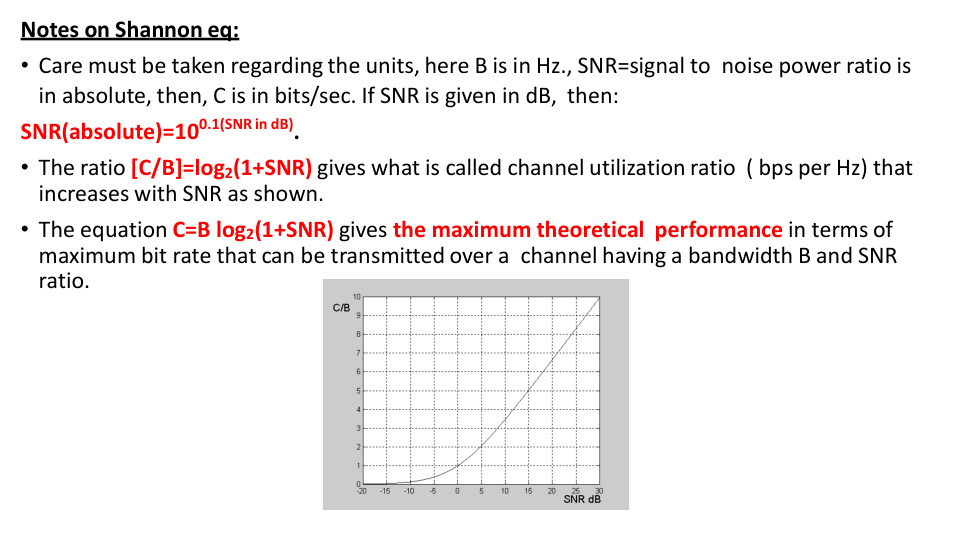 Notes on Shannon eq:
• Care must be taken regarding the units, here B is in Hz., SNR=signal to  noise power ratio is
in absolute, then, C is in bits/sec. If SNR is given in dB,  then:
SNR(absolute)=10^0.1(SNR in dB).
• The ratio [C/B]=log₂(1+SNR) gives what is called channel utilization ratio  ( bps per Hz) that
increases with SNR as shown.
• The equation C=B log₂(1+SNR) gives the maximum theoretical  performance in terms of
maximum bit rate that can be transmitted over a  channel having a bandwidth B and SNR
ratio.
C/B
10
9
8
7
6
5
4
3
2
1
0
-20 -15 -10 -5 0 5 10 15 20 25 30
SNR dB